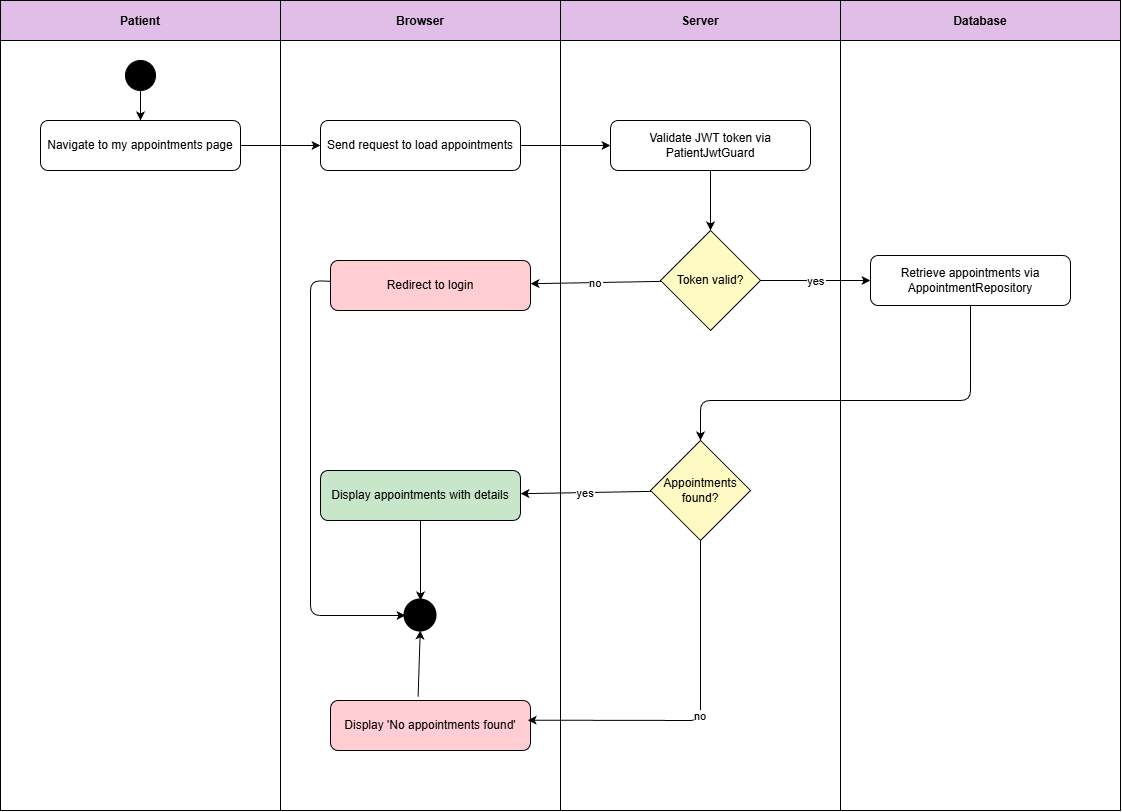 Patient
Browser
Server
Database
Navigate to my appointments page
Send request to load appointments
Validate JWT token via
PatientJwtGuard
Redirect to login
no
Token valid?
yes
Retrieve appointments via
AppointmentRepository
Display appointments with details
yes
Appointments
found?
no
Display 'No appointments found'